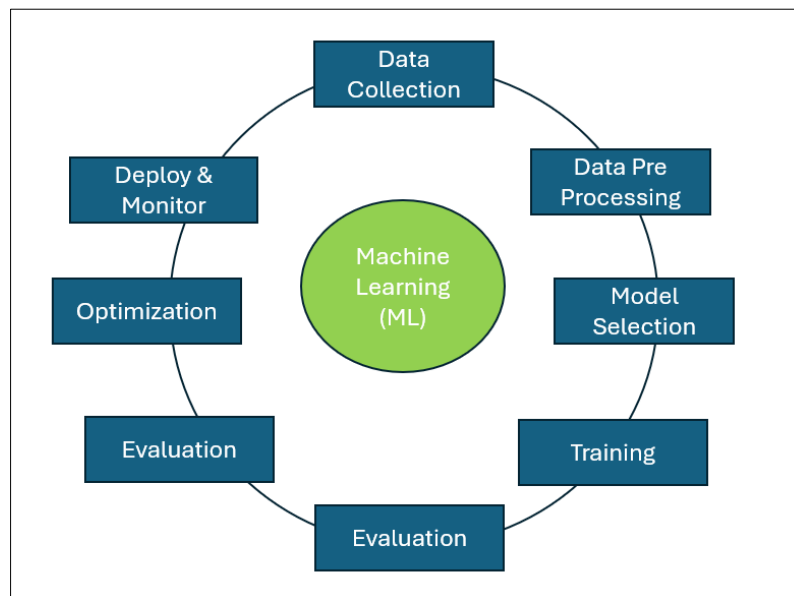 Data
Collection
Data Pre
Processing
Model
Selection
Training
Evaluation
Evaluation
Optimization
Deploy &
Monitor
Machine
Learning
(ML)